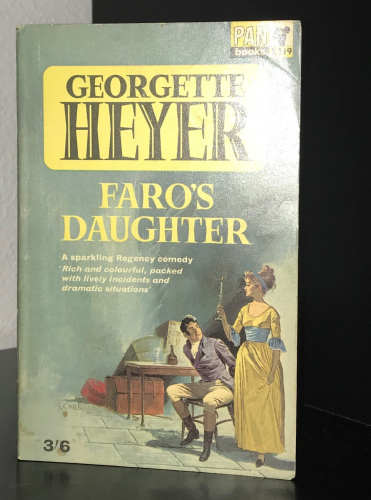 PAN
books
GEORGETTE
HEYER
FARO'S
DAUGHTER
A sparkling Regency comedy
'Rich and colourful, packed
with lively incidents and
dramatic situations'
3/6